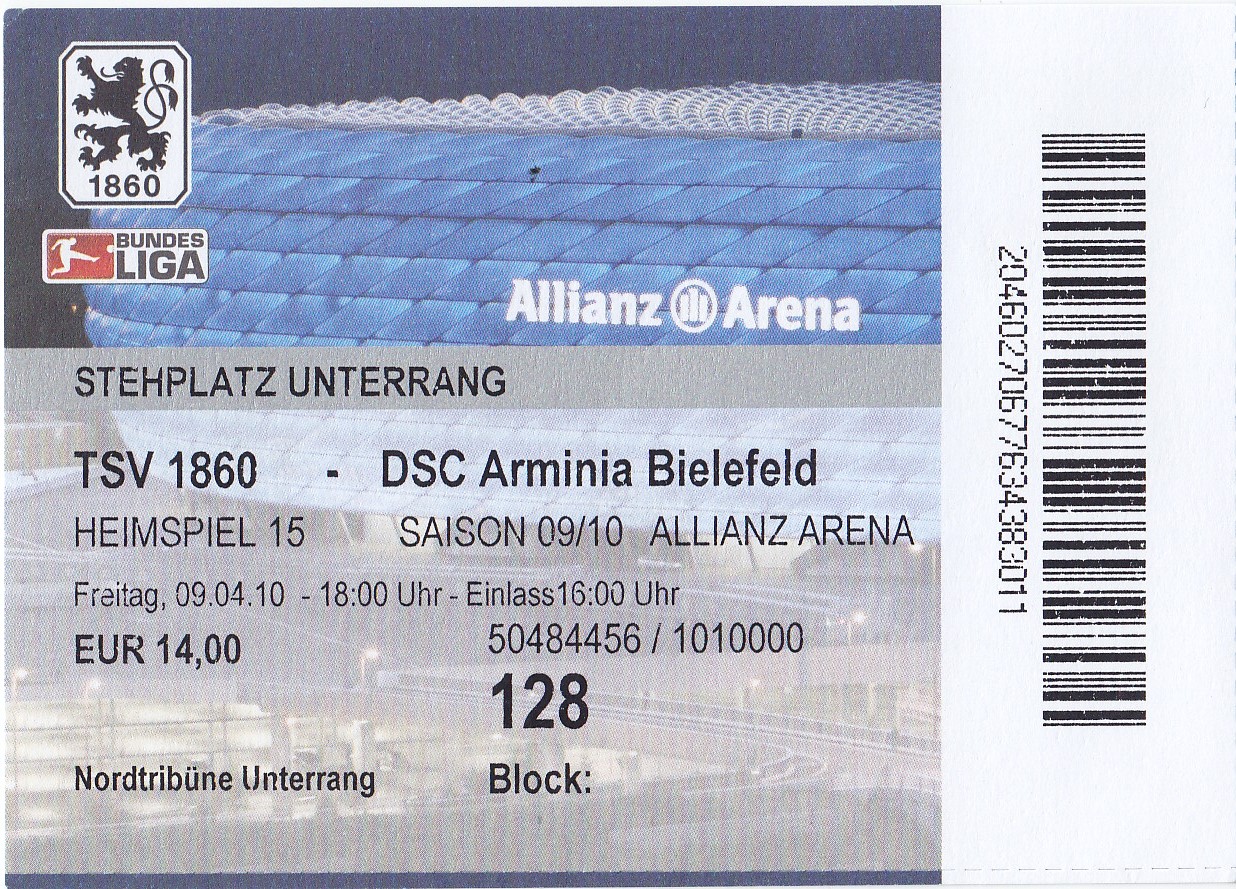 1860
BUNDES
LIGA
Allianz Arena
STEHPLATZ UNTERRANG
TSV 1860 - DSC Arminia Bielefeld
HEIMSPIEL 15 SAISON 09/10 ALLIANZ ARENA
Freitag, 09.04.10 - 18:00 Uhr - Einlass16:00 Uhr
EUR 14,00 50484456 / 1010000
128
Nordtribüne Unterrang Block:
20460270677634383011